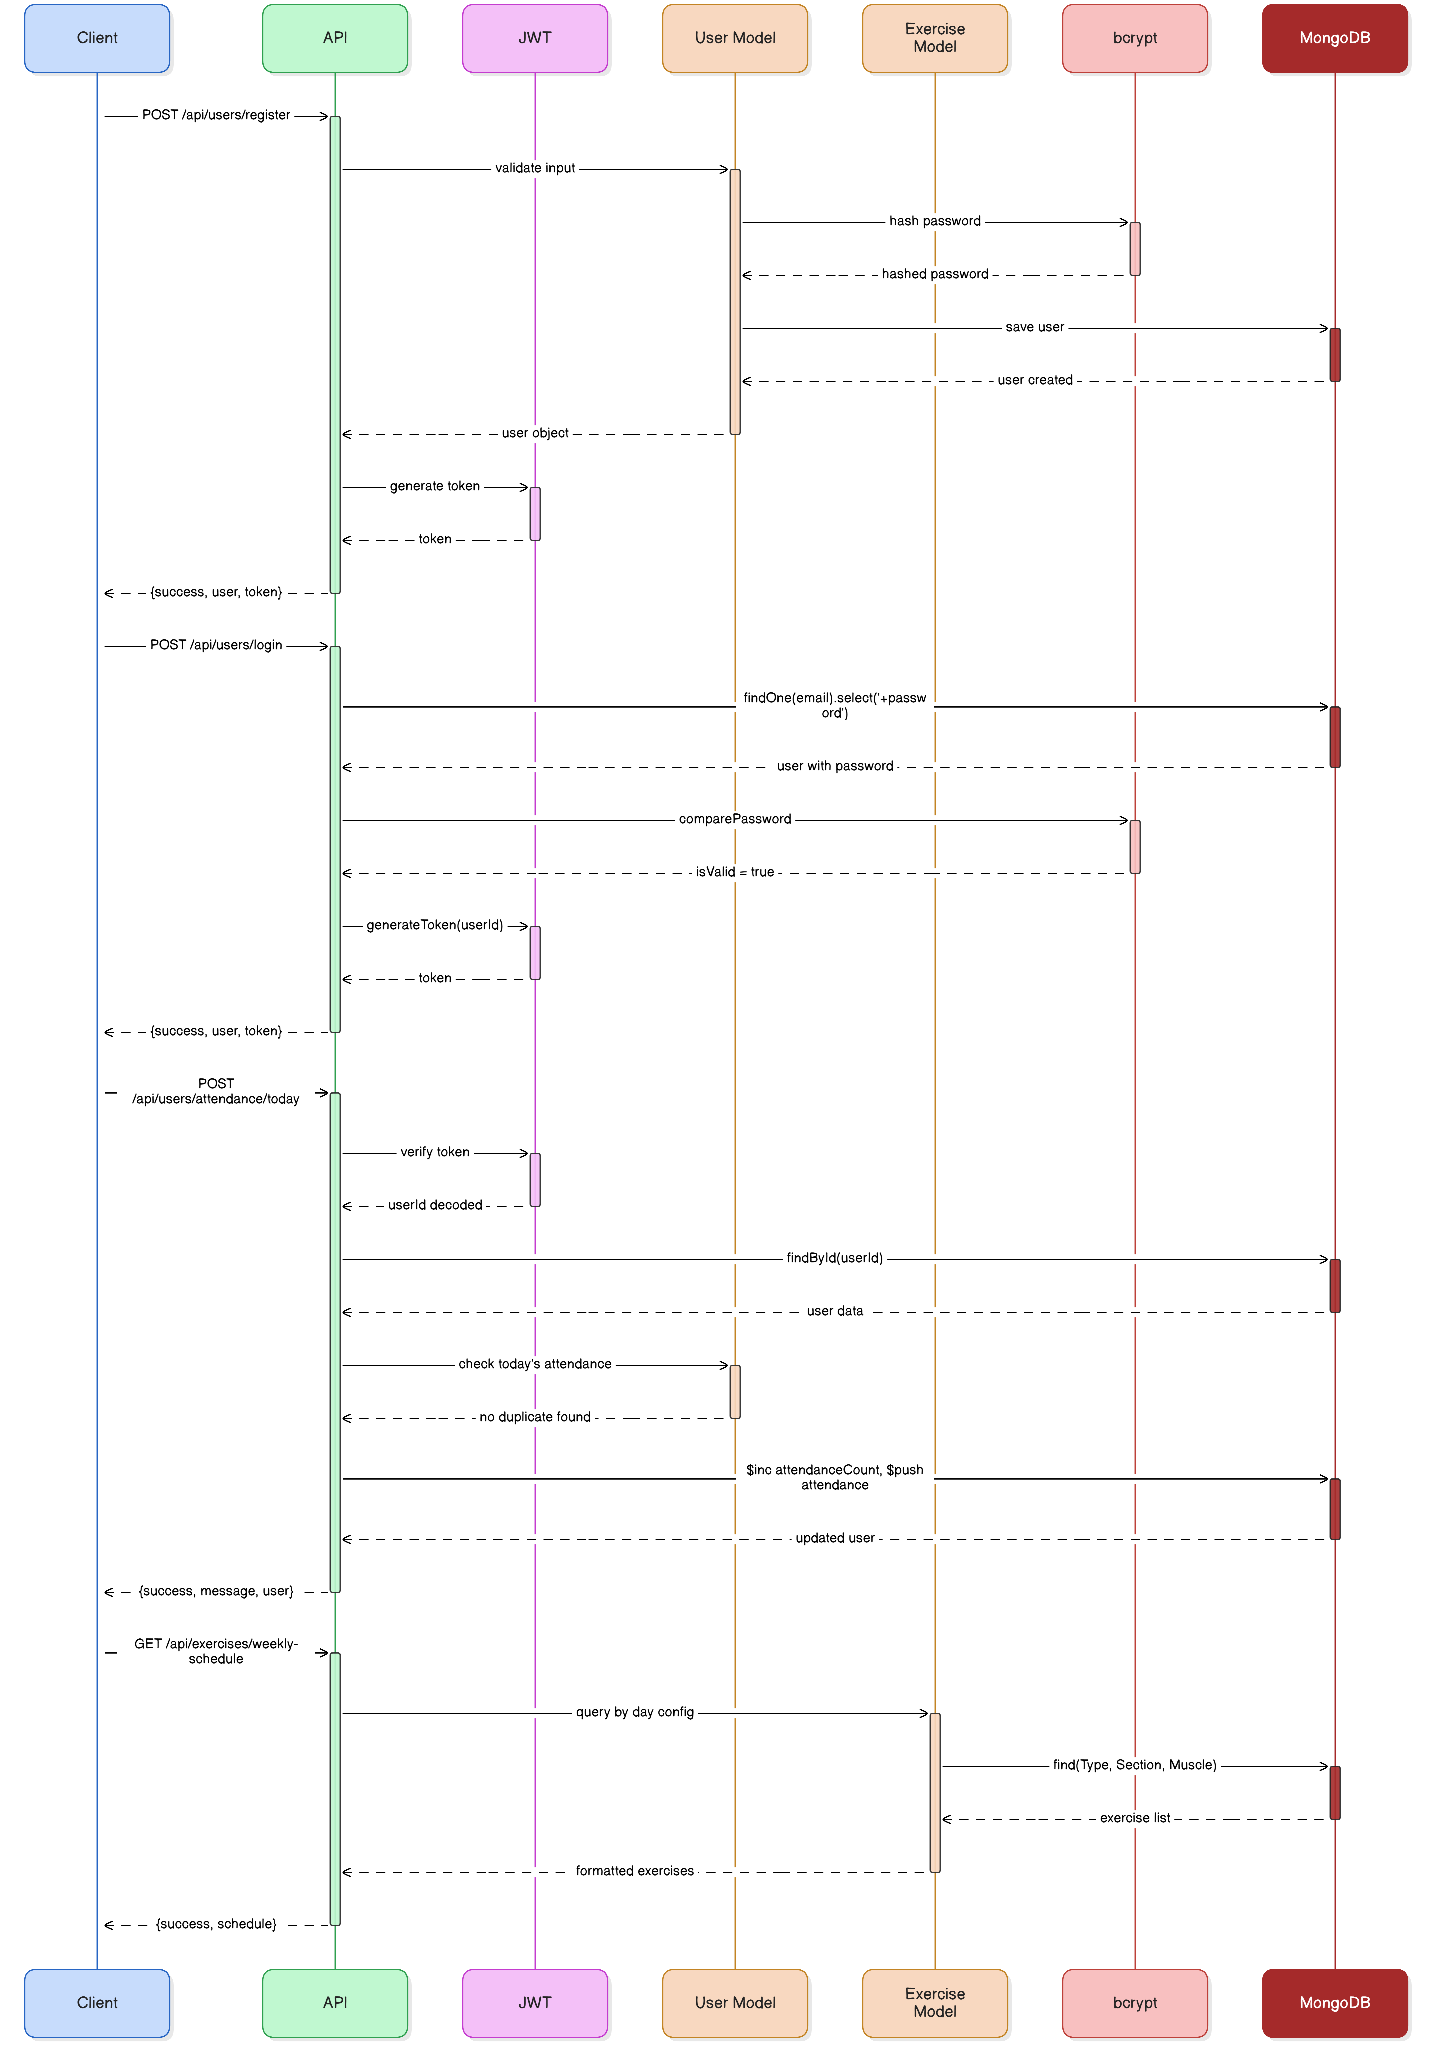 Client
API
JWT
User Model
Exercise
Model
bcrypt
MongoDB
POST /api/users/register
validate input
hash password
hashed password
save user
user created
user object
generate token
token
{success, user, token}
POST /api/users/login
findOne(email).select('+passw
ord')
user with password
comparePassword
isValid = true
generateToken(userId)
token
{success, user, token}
POST
/api/users/attendance/today
verify token
userId decoded
findById(userId)
user data
check today's attendance
no duplicate found
$inc attendanceCount, $push
attendance
updated user
{success, message, user}
GET /api/exercises/weekly-
schedule
query by day config
find(Type, Section, Muscle)
exercise list
formatted exercises
{success, schedule}
Client
API
JWT
User Model
Exercise
Model
bcrypt
MongoDB